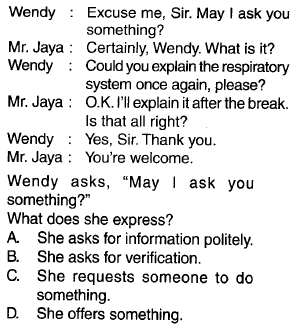 Wendy : Excuse me, Sir. May I ask you
something?
Mr. Jaya : Certainly, Wendy. What is it?
Wendy : Could you explain the respiratory
system once again, please?
Mr. Jaya : O.K. I'll explain it after the break.
Is that all right?
Wendy : Yes, Sir. Thank you.
Mr. Jaya : You're welcome.
Wendy asks, "May I ask you
something?"
What does she express?
A. She asks for information politely.
B. She asks for verification.
C. She requests someone to do
something.
D. She offers something.